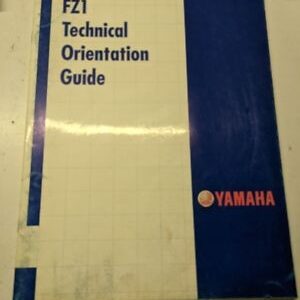 FZ1
Technical
Orientation
Guide
YAMAHA